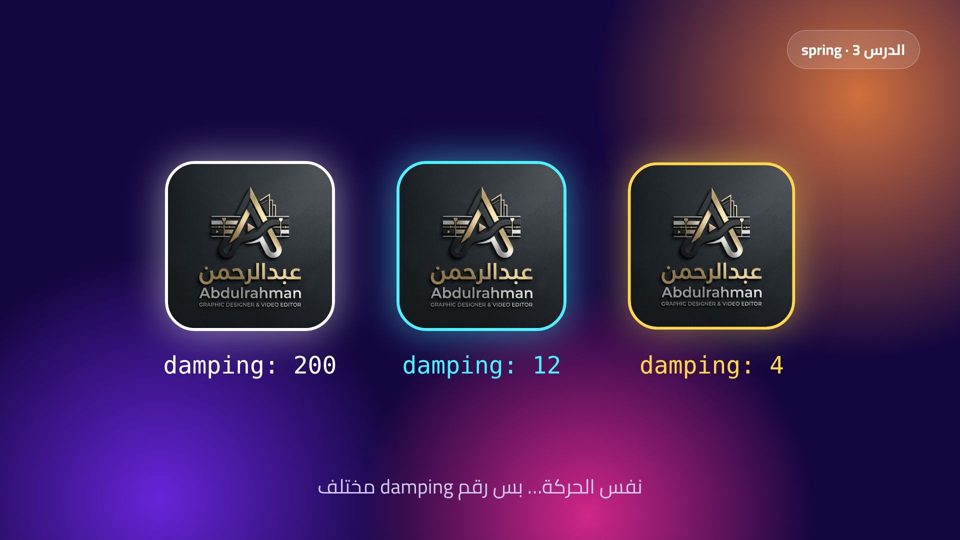 الدرس 3 · spring
عبدالرحمن
Abdulrahman
GRAPHIC DESIGNER & VIDEO EDITOR
عبدالرحمن
Abdulrahman
GRAPHIC DESIGNER & VIDEO EDITOR
عبدالرحمن
Abdulrahman
GRAPHIC DESIGNER & VIDEO EDITOR
damping: 200
damping: 12
damping: 4
نفس الحركة... بس رقم damping مختلف